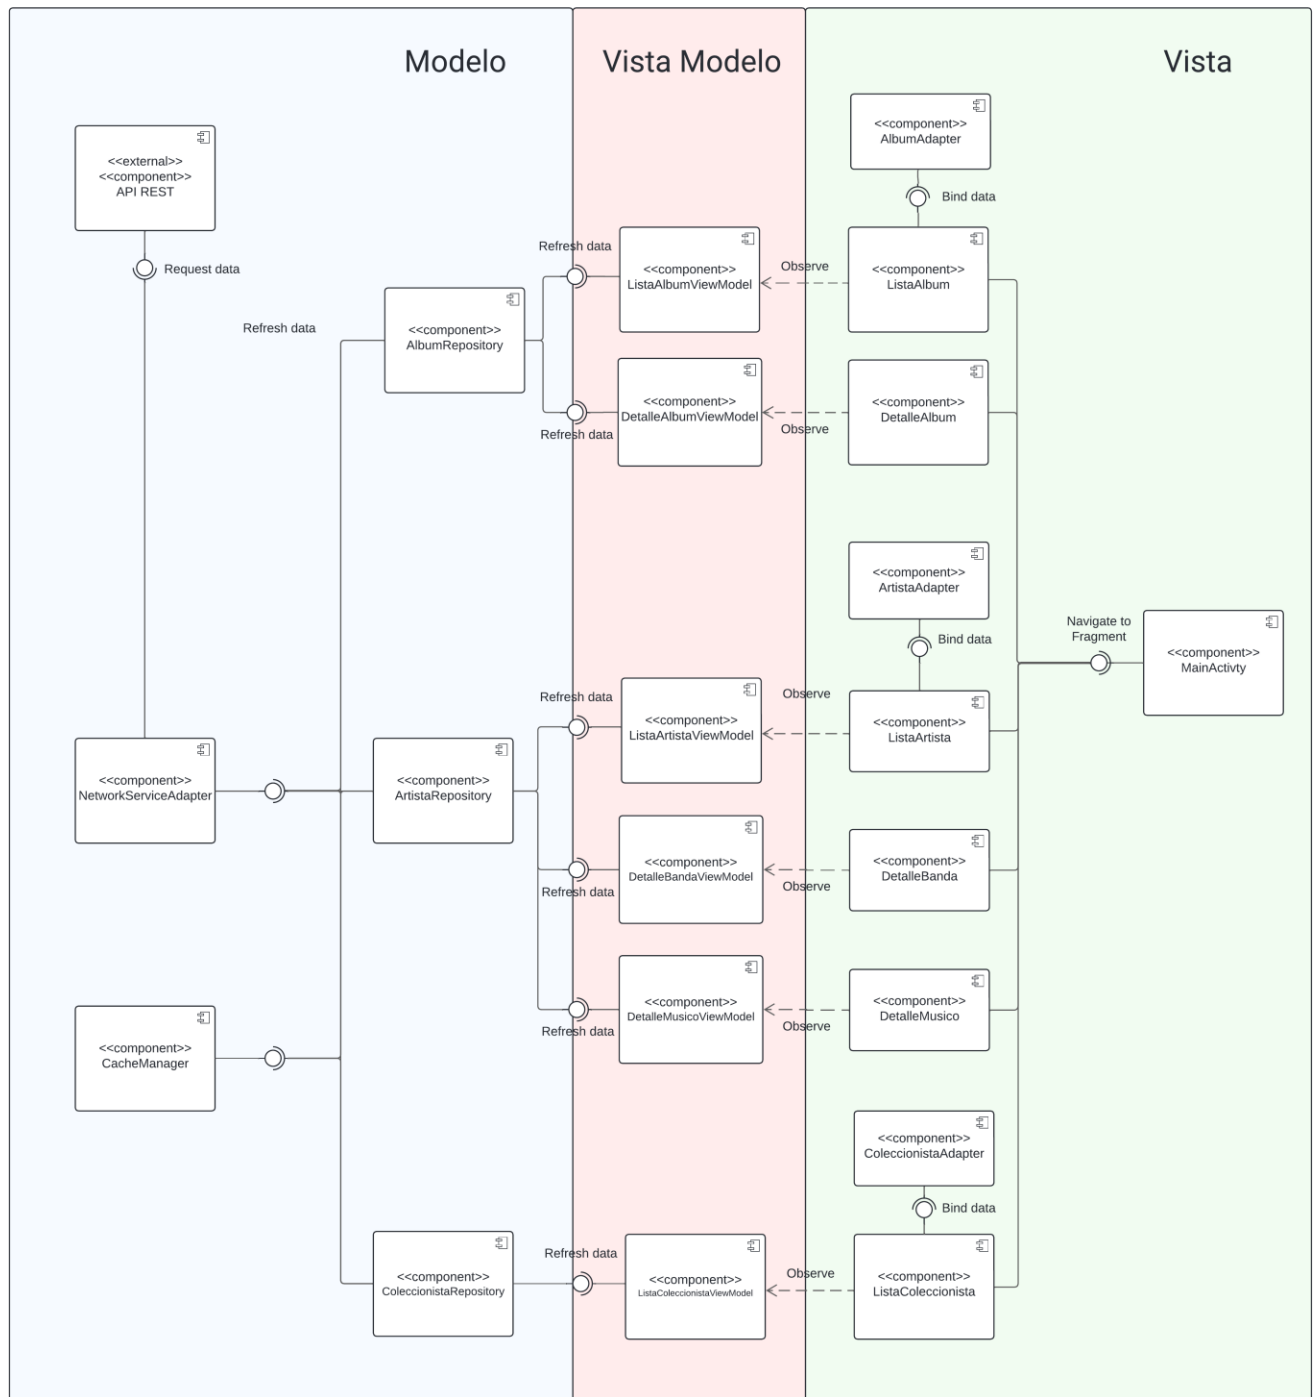 Modelo
Vista Modelo
Vista
<<external>>
<<component>>
API REST
Request data
Refresh data
<<component>>
AlbumRepository
<<component>>
NetworkServiceAdapter
<<component>>
ArtistaRepository
<<component>>
CacheManager
<<component>>
ColeccionistaRepository
Refresh data
<<component>>
ListaAlbumViewModel
<<component>>
DetalleAlbumViewModel
Refresh data
Refresh data
<<component>>
ListaArtistaViewModel
<<component>>
DetalleBandaViewModel
Refresh data
<<component>>
DetalleMusicoViewModel
Refresh data
Refresh data
<<component>>
ListaColeccionistaViewModel
<<component>>
AlbumAdapter
Bind data
Observe
<<component>>
ListaAlbum
<<component>>
DetalleAlbum
Observe
<<component>>
ArtistaAdapter
Bind data
Observe
<<component>>
ListaArtista
<<component>>
DetalleBanda
Observe
<<component>>
DetalleMusico
Observe
<<component>>
ColeccionistaAdapter
Bind data
Observe
<<component>>
ListaColeccionista
Navigate to
Fragment
<<component>>
MainActivty